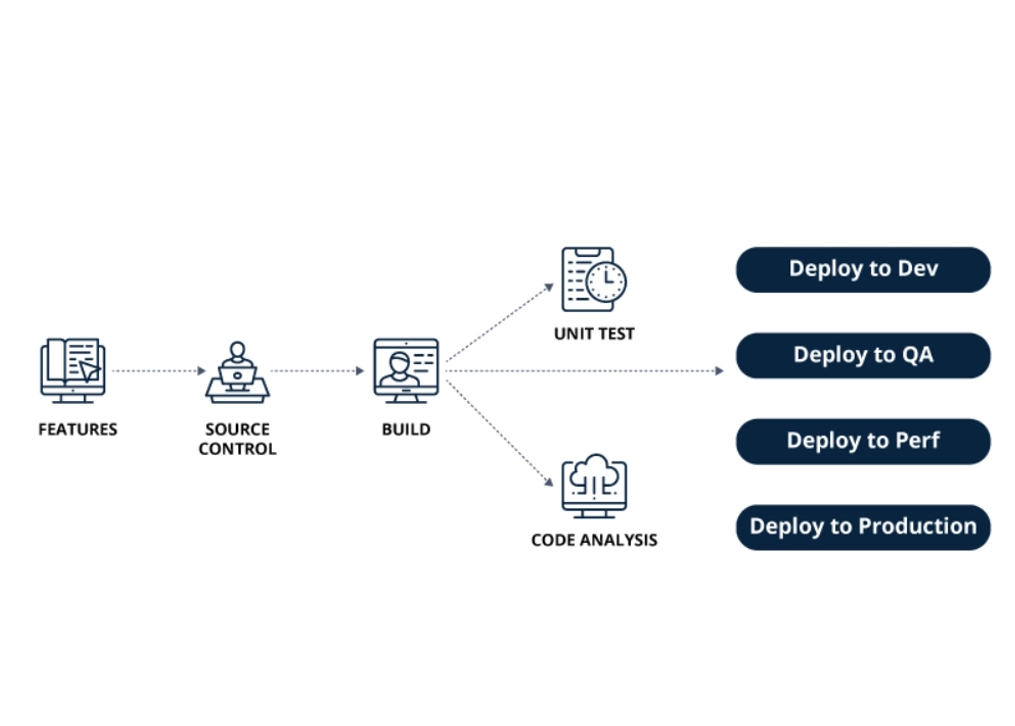 FEATURES
SOURCE
CONTROL
BUILD
UNIT TEST
CODE ANALYSIS
Deploy to Dev
Deploy to QA
Deploy to Perf
Deploy to Production